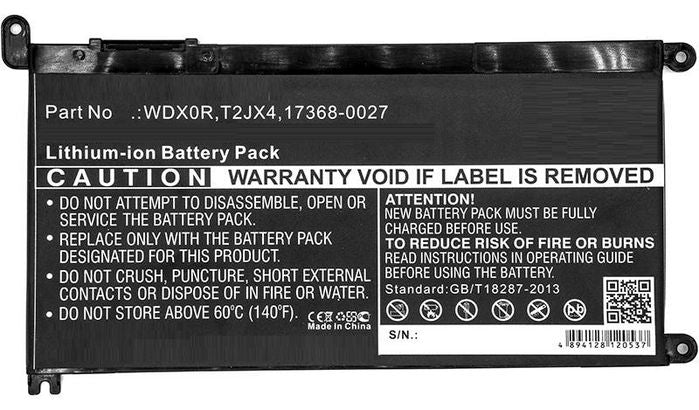 Part No .:WDX0R,T2JX4,17368-0027
Lithium-ion Battery Pack
CAUTION WARRANTY VOID IF LABEL IS REMOVED
• DO NOT ATTEMPT TO DISASSEMBLE, OPEN OR
SERVICE THE BATTERY PACK.
• REPLACE ONLY WITH THE BATTERY PACK
DESIGNATED FOR THIS PRODUCT.
• DO NOT CRUSH, PUNCTURE, SHORT EXTERNAL
CONTACTS OR DISPOSE OF IN FIRE OR WATER.
• DO NOT STORE ABOVE 60°C (140°F).
CE
Made In China
ATTENTION!
NEW BATTERY PACK MUST BE FULLY
CHARGED BEFORE USE.
TO REDUCE RISK OF FIRE OR BURNS
READ INSTRUCTIONS IN OPERATING GUIDE
BEFORE USING BATTERY.
Standard:GB/T18287-2013
S/N.:
4 894128 120537